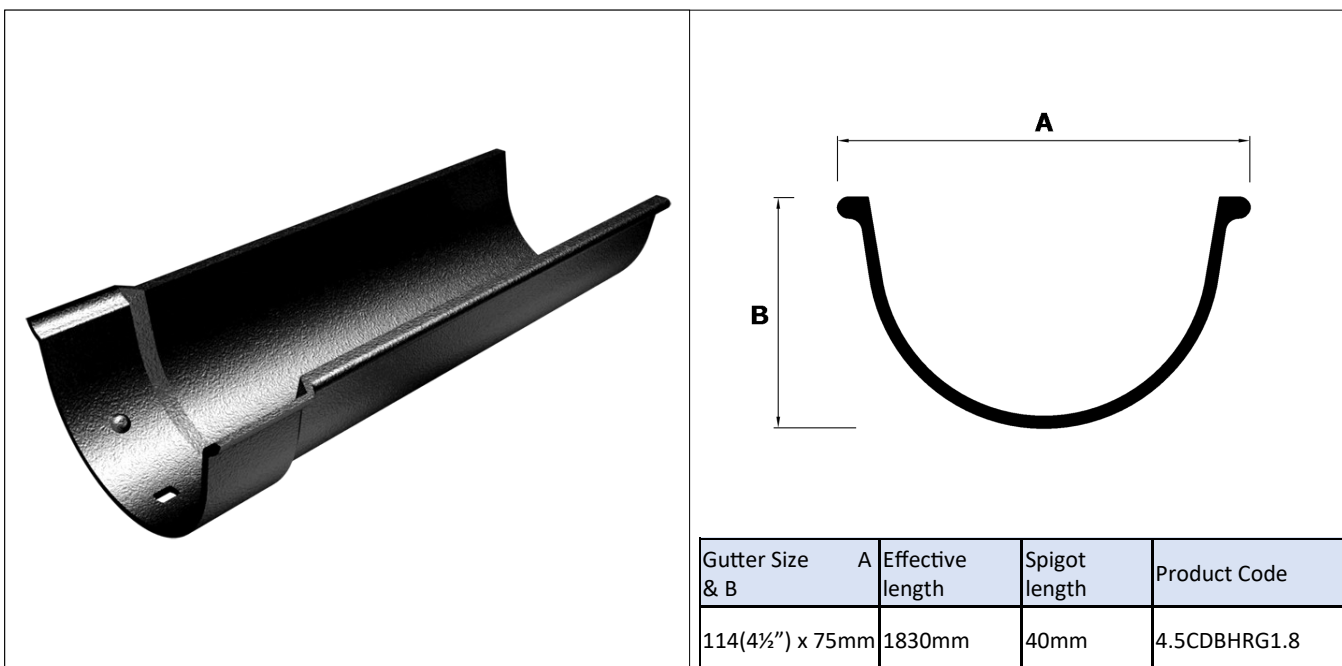 A
B
Gutter Size A
& B
Effective
length
Spigot
length
Product Code
114(4½”) x 75mm
1830mm
40mm
4.5CDBHRG1.8